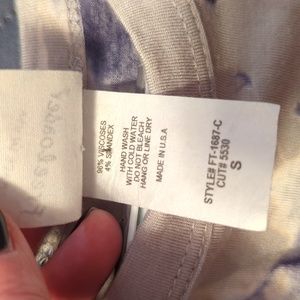 96% VISCOSES
4% SPANDEX
HAND WASH
WITH COLD WATER
DO NOT BLEACH
HANG OR LINE DRY
MADE IN U.S.A
STYLE# FT-1687-C
CUT# 5530
S